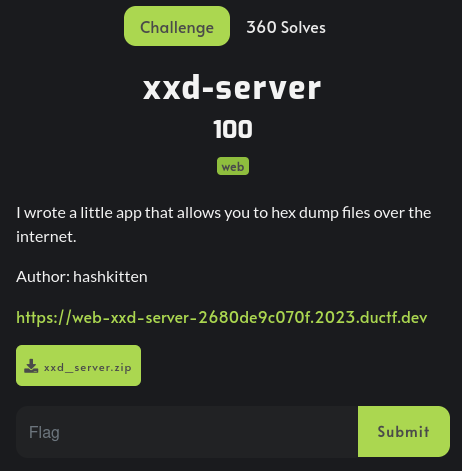 Challenge
360 Solves
xxd-server
100
web
I wrote a little app that allows you to hex dump files over the
internet.
Author: hashkitten
https://web-xxd-server-2680de9c070f.2023.ductf.dev
xxd_server.zip
Flag
Submit